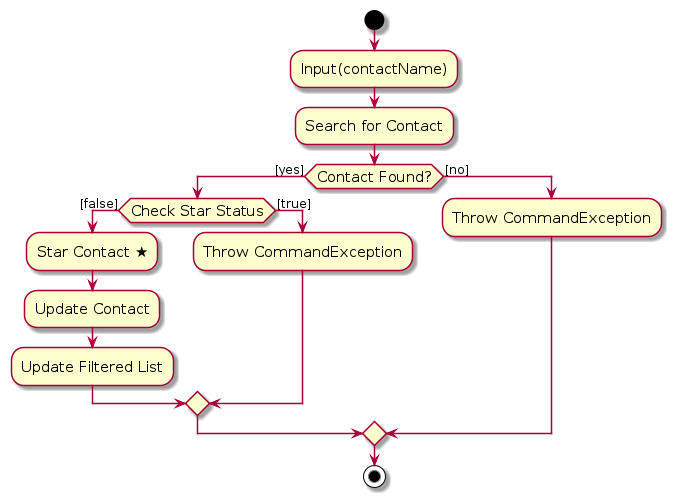 Input(contactName)
Search for Contact
[yes]
Contact Found?
[no]
[false]
Check Star Status
[true]
Throw CommandException
Star Contact ★
Throw CommandException
Update Contact
Update Filtered List